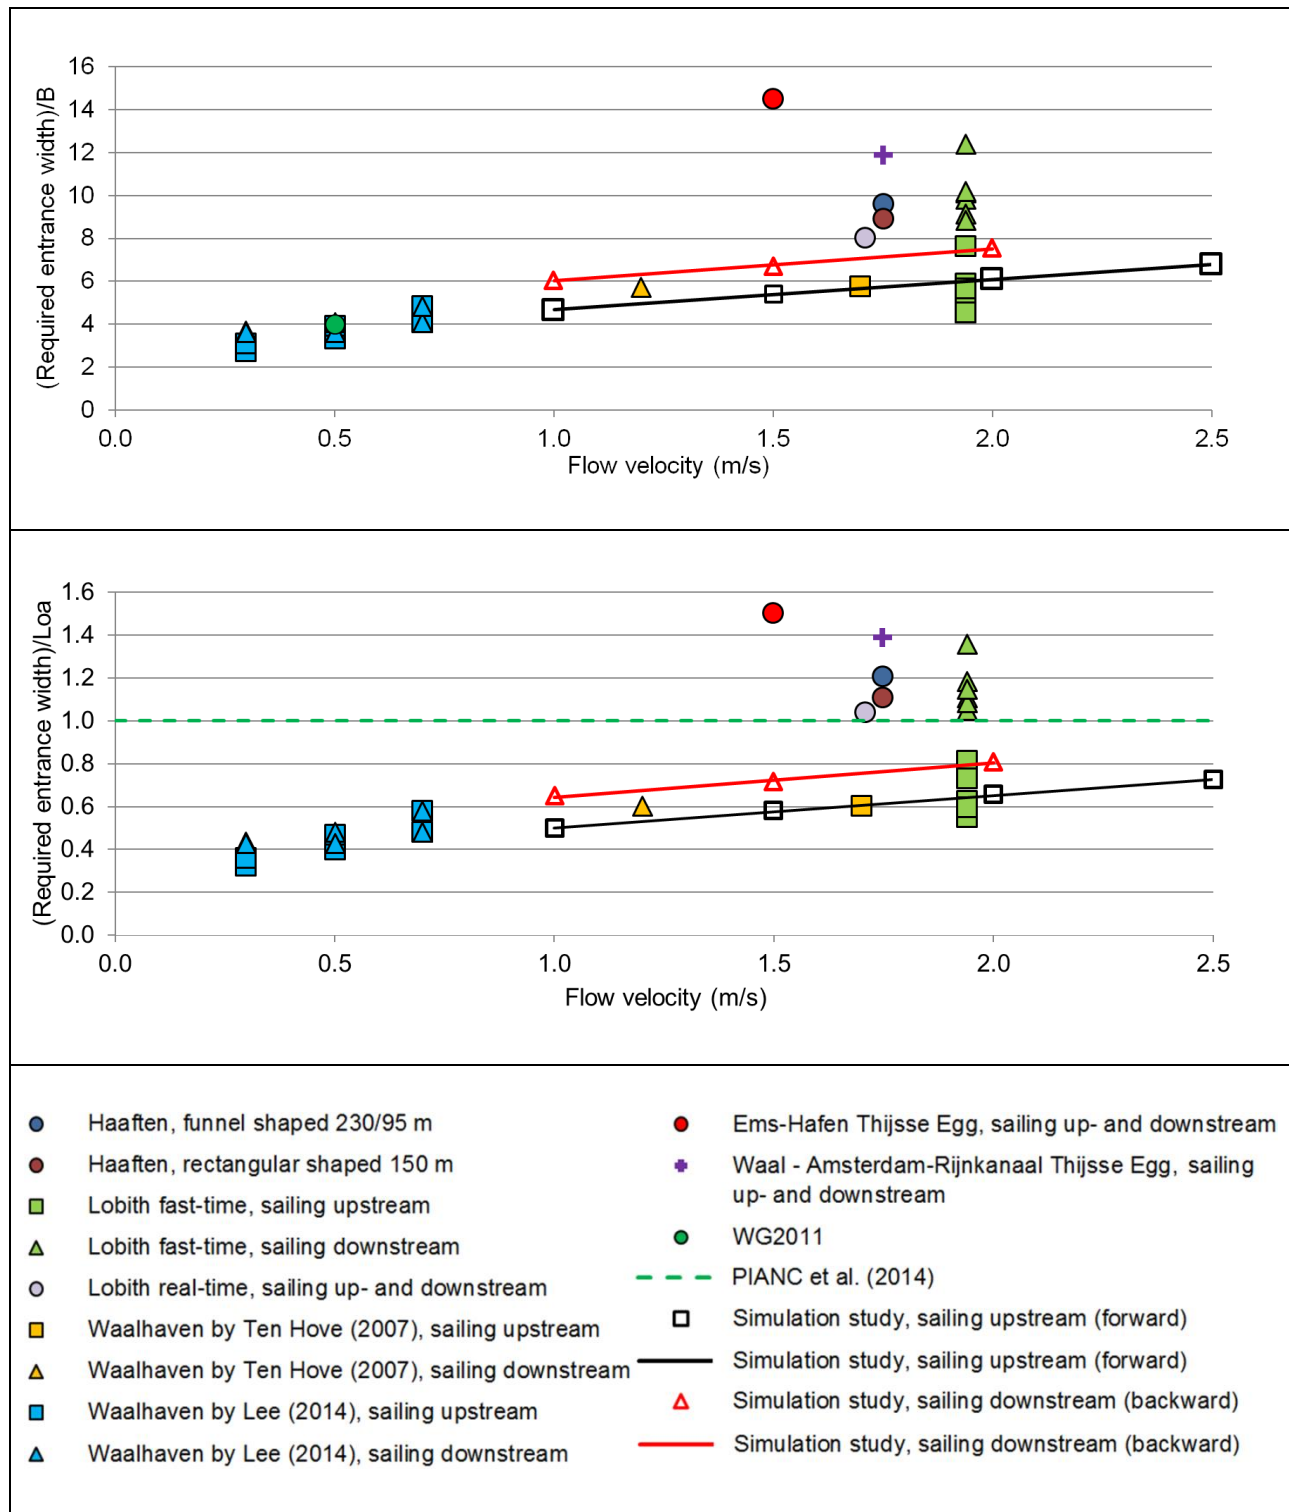 16
14
12
10
8
6
4
2
0
(Required entrance width)/B
0.0 0.5 1.0 1.5 2.0 2.5
Flow velocity (m/s)
1.6
1.4
1.2
1.0
0.8
0.6
0.4
0.2
0.0
(Required entrance width)/Loa
0.0 0.5 1.0 1.5 2.0 2.5
Flow velocity (m/s)
Haaften, funnel shaped 230/95 m
Haaften, rectangular shaped 150 m
Lobith fast-time, sailing upstream
Lobith fast-time, sailing downstream
Lobith real-time, sailing up- and downstream
Waalhaven by Ten Hove (2007), sailing upstream
Waalhaven by Ten Hove (2007), sailing downstream
Waalhaven by Lee (2014), sailing upstream
Waalhaven by Lee (2014), sailing downstream
Ems-Hafen Thijsse Egg, sailing up- and downstream
Waal - Amsterdam-Rijnkanaal Thijsse Egg, sailing
up- and downstream
WG2011
PIANC et al. (2014)
Simulation study, sailing upstream (forward)
Simulation study, sailing upstream (forward)
Simulation study, sailing downstream (backward)
Simulation study, sailing downstream (backward)